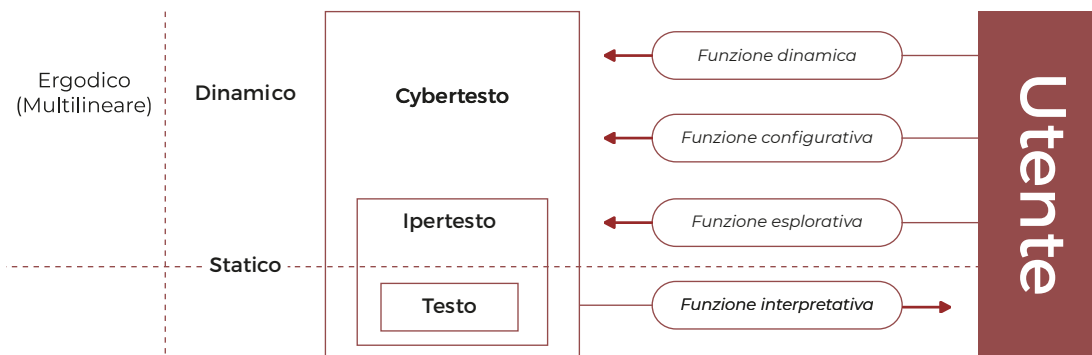 Ergodico
(Multilineare)
Dinamico
Statico
Cybertesto
Ipertesto
Testo
Funzione dinamica
Funzione configurativa
Funzione esplorativa
Funzione interpretativa
Utente